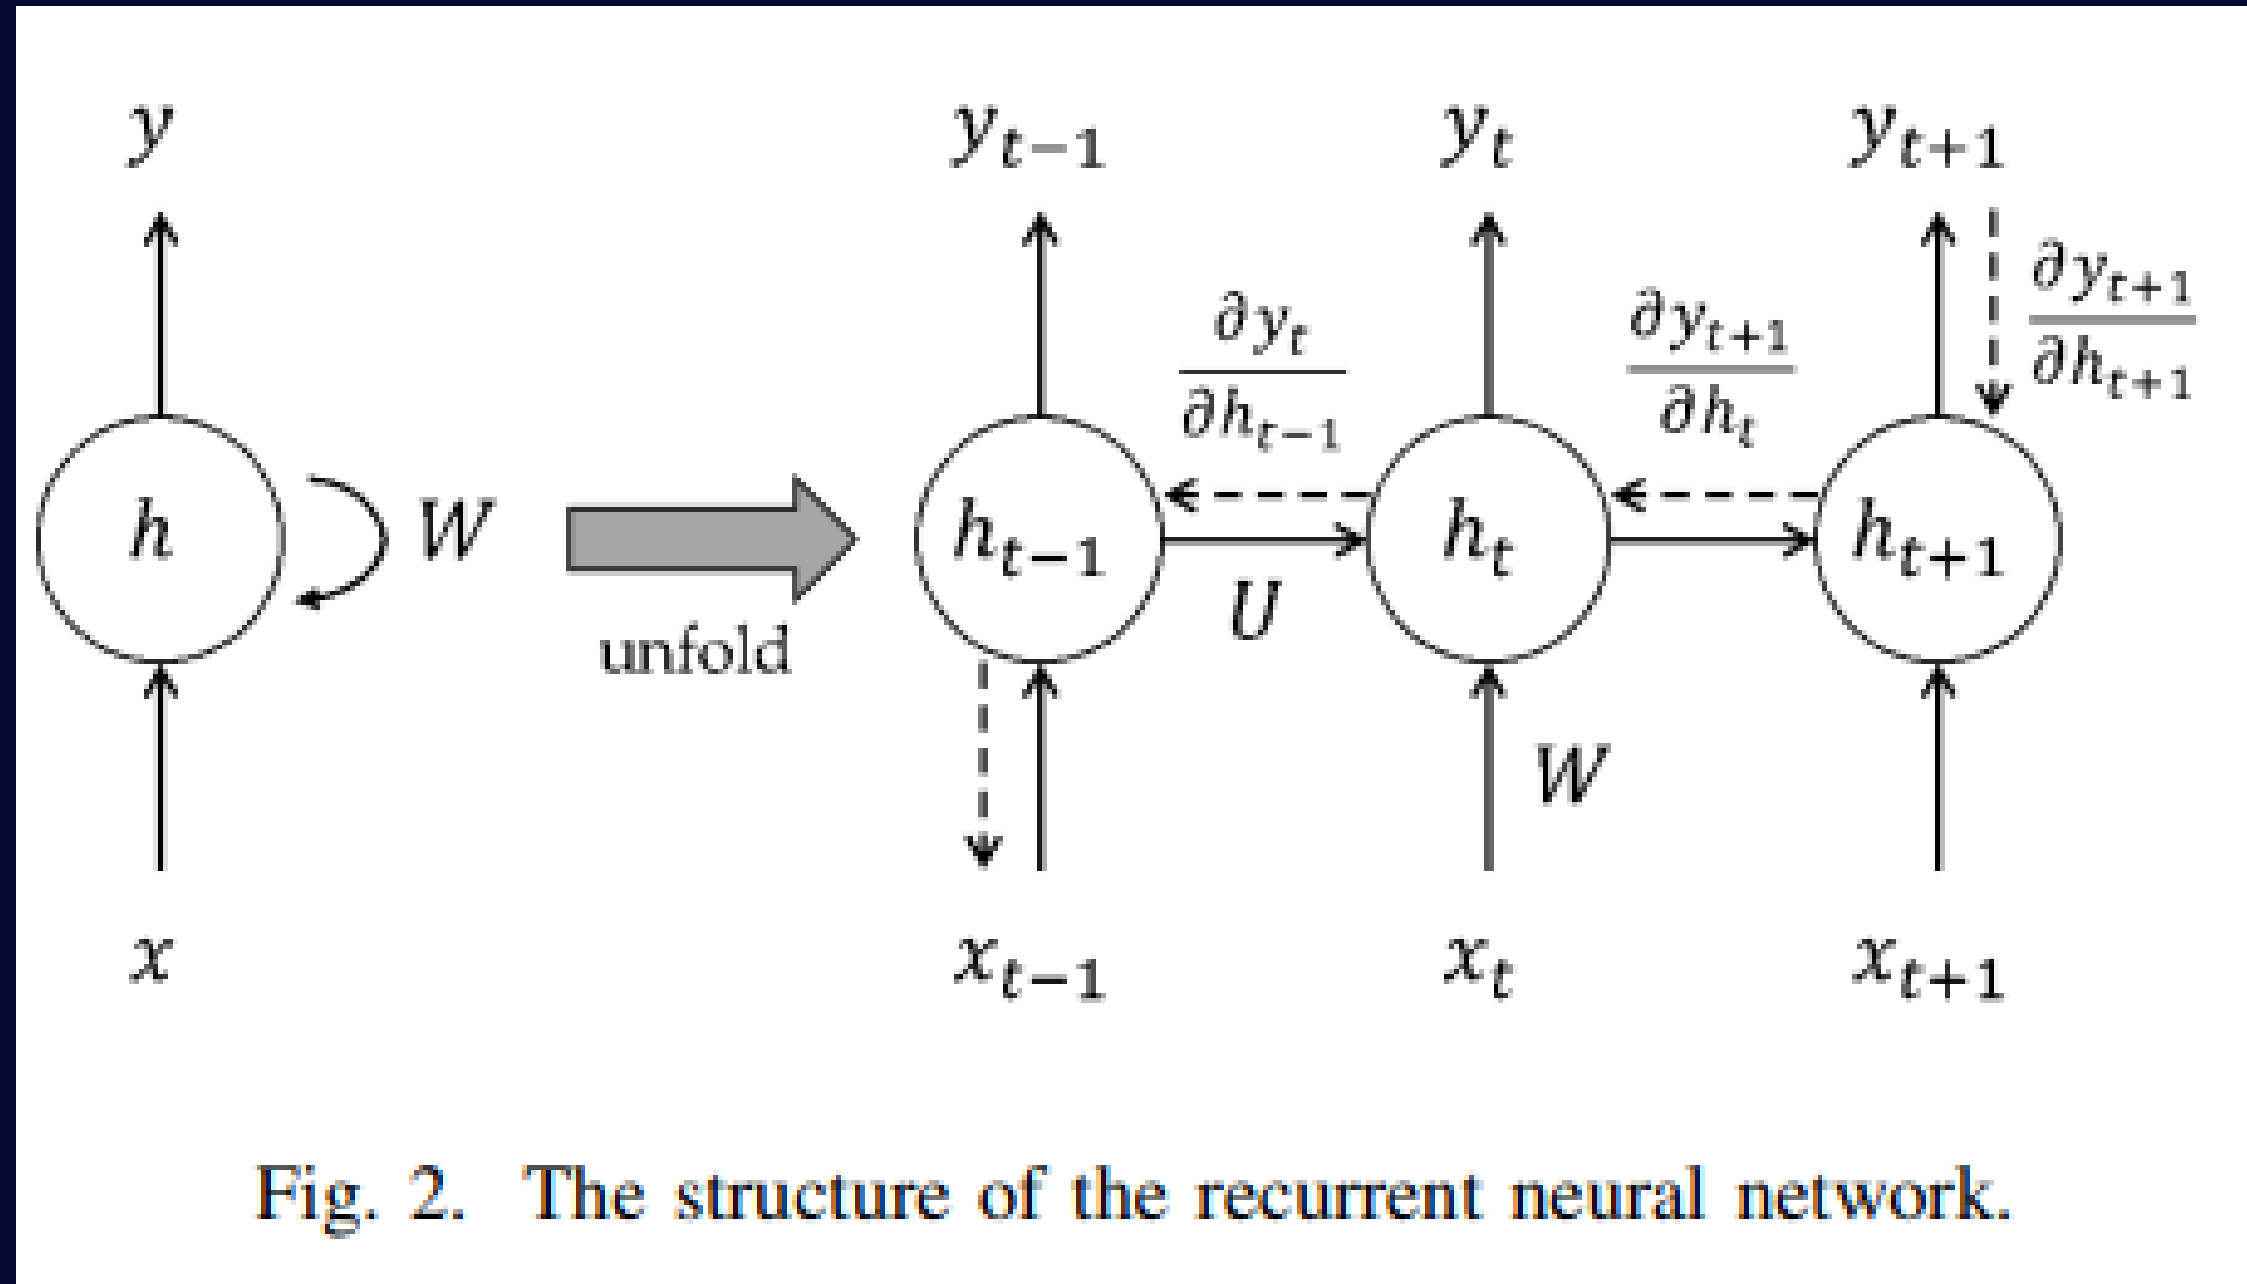 y y_{t-1} y_t y_{t+1}
∂y_t/∂h_{t-1} ∂y_{t+1}/∂h_t ∂y_{t+1}/∂h_{t+1}
h W h_{t-1} h_t h_{t+1}
unfold U
W
x x_{t-1} x_t x_{t+1}
Fig. 2. The structure of the recurrent neural network.